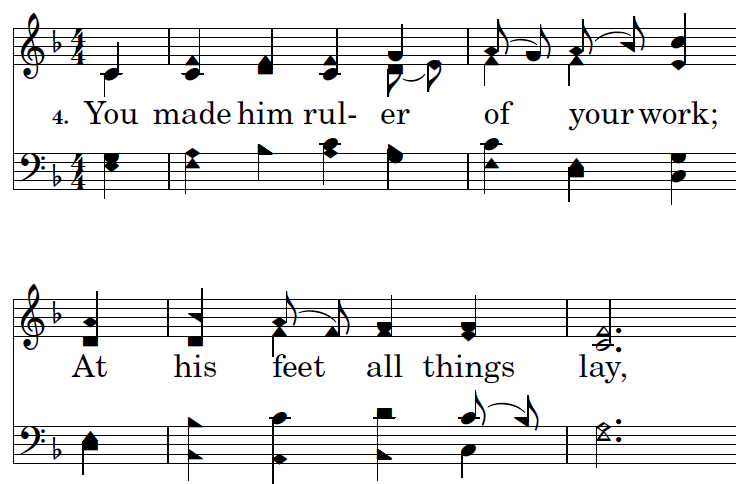 4. You made him rul- er of your work;
At his feet all things lay,